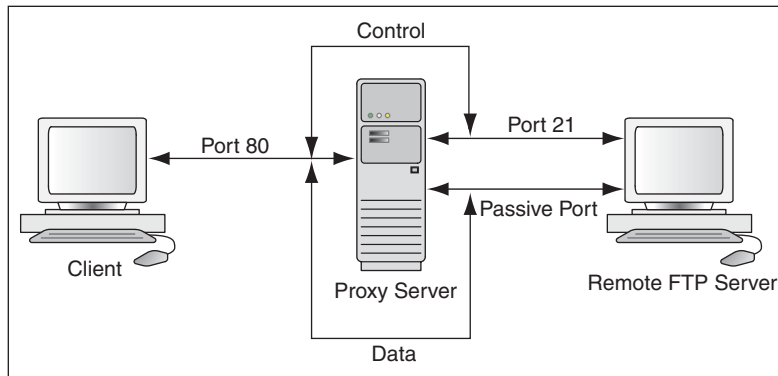 Control
Port 80
Port 21
Passive Port
Client
Proxy Server
Remote FTP Server
Data